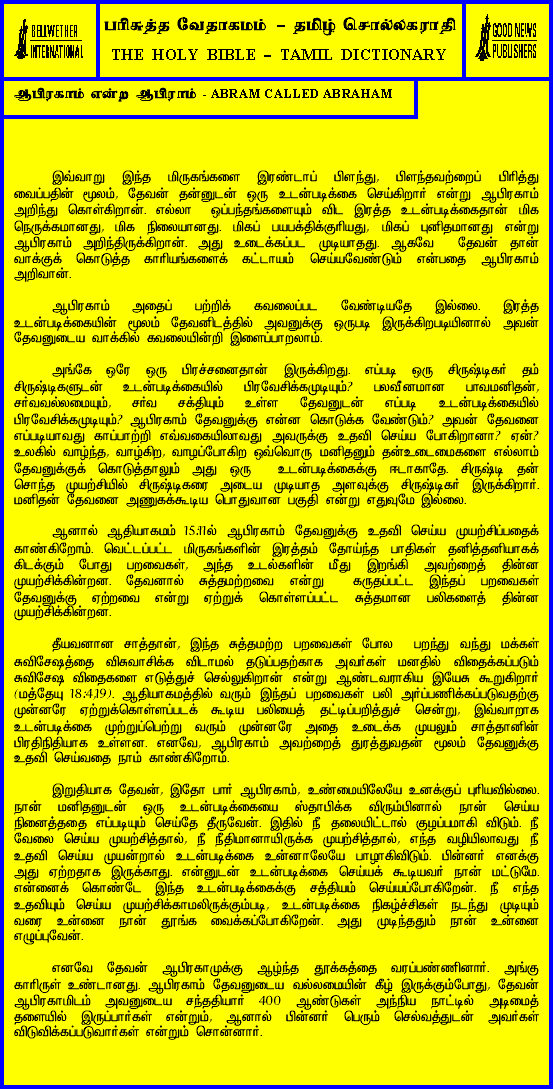 BELLWETHER
INTERNATIONAL
பரிசுத்த வேதாகமம் – தமிழ் சொல்லகராதி
THE HOLY BIBLE – TAMIL DICTIONARY
GOOD NEWS
PUBLISHERS
ஆபிரகாம் என்ற ஆபிராம் - ABRAM CALLED ABRAHAM
இவ்வாறு இந்த மிருகங்களை இரண்டாப் பிளந்து, பிளந்தவற்றைப் பிரித்து
வைப்பதின் மூலம், தேவன் தன்னுடன் ஒரு உடன்படிக்கை செய்கிறார் என்று ஆபிரகாம்
அறிந்து கொள்கிறான். எல்லா ஒப்பந்தங்களையும் விட இரத்த உடன்படிக்கைதான் மிக
நெருக்கமானது, மிக நிலையானது. மிகப் பயபக்திக்குரியது, மிகப் புனிதமானது என்று
ஆபிரகாம் அறிந்திருக்கிறான். அது உடைக்கப்பட முடியாதது. ஆகவே தேவன் தான்
வாக்குக் கொடுத்த காரியங்களைக் கட்டாயம் செய்யவேண்டும் என்பதை ஆபிரகாம்
அறிவான்.
ஆபிரகாம் அதைப் பற்றிக் கவலைப்பட வேண்டியதே இல்லை. இரத்த
உடன்படிக்கையின் மூலம் தேவனிடத்தில் அவனுக்கு ஒருபடி இருக்கிறபடியினால் அவன்
தேவனுடைய வாக்கில் கவலையின்றி இளைப்பாறலாம்.
அங்கே ஒரே ஒரு பிரச்சனைதான் இருக்கிறது. எப்படி ஒரு சிருஷ்டிகர் தம்
சிருஷ்டிகளுடன் உடன்படிக்கையில் பிரவேசிக்கமுடியும்? பலவீனமான பாவமனிதன்,
சர்வவல்லமையும், சர்வ சக்தியும் உள்ள தேவனுடன் எப்படி உடன்படிக்கையில்
பிரவேசிக்கமுடியும்? ஆபிரகாம் தேவனுக்கு என்ன கொடுக்க வேண்டும்? அவன் தேவனை
எப்படியாவது காப்பாற்றி எவ்வகையிலாவது அவருக்கு உதவி செய்ய போகிறானா? ஏன்?
உலகில் வாழ்ந்த, வாழ்கிற, வாழப்போகிற ஒவ்வொரு மனிதனும் தன்உடைமைகளை எல்லாம்
தேவனுக்குக் கொடுத்தாலும் அது ஒரு உடன்படிக்கைக்கு ஈடாகாதே. சிருஷ்டி தன்
சொந்த முயற்சியில் சிருஷ்டிகரை அடைய முடியாத அளவுக்கு சிருஷ்டிகர் இருக்கிறார்.
மனிதன் தேவனை அணுகக்கூடிய பொதுவான பகுதி என்று எதுவுமே இல்லை.
ஆனால் ஆதியாகமம் 15:11ல் ஆபிரகாம் தேவனுக்கு உதவி செய்ய முயற்சிப்பதைக்
காண்கிறோம். வெட்டப்பட்ட மிருகங்களின் இரத்தம் தோய்ந்த பாதிகள் தனித்தனியாகக்
கிடக்கும் போது பறவைகள், அந்த உடல்களின் மீது இறங்கி அவற்றைத் தின்ன
முயற்சிக்கின்றன. தேவனால் சுத்தமற்றவை என்று கருதப்பட்ட இந்தப் பறவைகள்
தேவனுக்கு ஏற்றவை என்று ஏற்றுக் கொள்ளப்பட்ட சுத்தமான பலிகளைத் தின்ன
முயற்சிக்கின்றன.
தீயவனான சாத்தான், இந்த சுத்தமற்ற பறவைகள் போல பறந்து வந்து மக்கள்
சுவிசேஷத்தை விசுவாசிக்க விடாமல் தடுப்பதற்காக அவர்கள் மனதில் விதைக்கப்படும்
சுவிசேஷ விதைகளை எடுத்துச் செல்லுகிறான் என்று ஆண்டவராகிய இயேசு கூறுகிறார்
(மத்தேயு 18:4,19). ஆதியாகமத்தில் வரும் இந்தப் பறவைகள் பலி அர்ப்பணிக்கப்படுவதற்கு
முன்னரே ஏற்றுக்கொள்ளப்படக் கூடிய பலியைத் தட்டிப்பறித்துச் சென்று, இவ்வாறாக
உடன்படிக்கை முற்றுப்பெற்று வரும் முன்னரே அதை உடைக்க முயலும் சாத்தானின்
பிரதிநிதியாக உள்ளன. எனவே, ஆபிரகாம் அவற்றைத் துரத்துவதன் மூலம் தேவனுக்கு
உதவி செய்வதை நாம் காண்கிறோம்.
இறுதியாக தேவன், இதோ பார் ஆபிரகாம், உண்மையிலேயே உனக்குப் புரியவில்லை.
நான் மனிதனுடன் ஒரு உடன்படிக்கையை ஸ்தாபிக்க விரும்பினால் நான் செய்ய
நினைத்ததை எப்படியும் செய்தே தீருவேன். இதில் நீ தலையிட்டால் குழப்பமாகி விடும். நீ
வேலை செய்ய முயற்சித்தால், நீ நீதிமானாயிருக்க முயற்சித்தால், எந்த வழியிலாவது நீ
உதவி செய்ய முயன்றால் உடன்படிக்கை உன்னாலேயே பாழாகிவிடும். பின்னர் எனக்கு
அது ஏற்றதாக இருக்காது. என்னுடன் உடன்படிக்கை செய்யக் கூடியவர் நான் மட்டுமே.
என்னைக் கொண்டே இந்த உடன்படிக்கைக்கு சத்தியம் செய்யப்போகிறேன். நீ எந்த
உதவியும் செய்ய முயற்சிக்காமலிருக்கும்படி, உடன்படிக்கை நிகழ்ச்சிகள் நடந்து முடியும்
வரை உன்னை நான் தூங்க வைக்கப்போகிறேன். அது முடிந்ததும் நான் உன்னை
எழுப்புவேன்.
எனவே தேவன் ஆபிரகாமுக்கு ஆழ்ந்த தூக்கத்தை வரப்பண்ணினார். அங்கு
காரிருள் உண்டானது. ஆபிரகாம் தேவனுடைய வல்லமையின் கீழ் இருக்கும்போது, தேவன்
ஆபிரகாமிடம் அவனுடைய சந்ததியார் 400 ஆண்டுகள் அந்நிய நாட்டில் அடிமைத்
தளையில் இருப்பார்கள் என்றும், ஆனால் பின்னர் பெரும் செல்வத்துடன் அவர்கள்
விடுவிக்கப்படுவார்கள் என்றும் சொன்னார்.